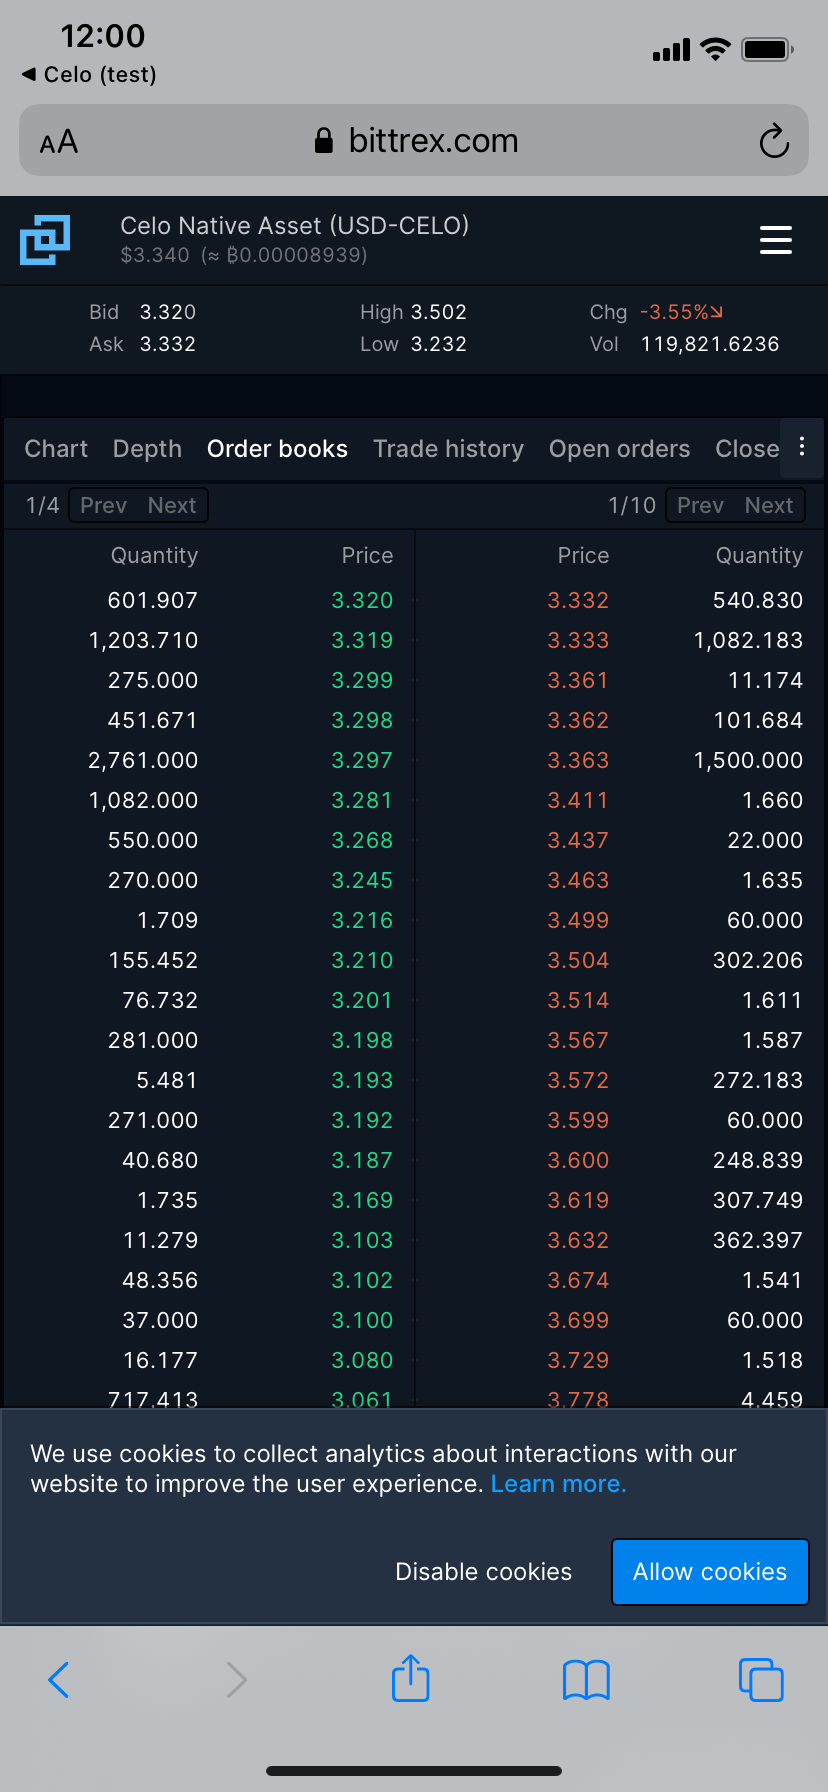 12:00
◀ Celo (test)
AA bittrex.com
Celo Native Asset (USD-CELO)
$3.340 (≈ ₿0.00008939)
Bid 3.320 High 3.502 Chg -3.55%
Ask 3.332 Low 3.232 Vol 119,821.6236
Chart Depth Order books Trade history Open orders Close
1/4 Prev Next 1/10 Prev Next
Quantity Price Price Quantity
601.907 3.320 3.332 540.830
1,203.710 3.319 3.333 1,082.183
275.000 3.299 3.361 11.174
451.671 3.298 3.362 101.684
2,761.000 3.297 3.363 1,500.000
1,082.000 3.281 3.411 1.660
550.000 3.268 3.437 22.000
270.000 3.245 3.463 1.635
1.709 3.216 3.499 60.000
155.452 3.210 3.504 302.206
76.732 3.201 3.514 1.611
281.000 3.198 3.567 1.587
5.481 3.193 3.572 272.183
271.000 3.192 3.599 60.000
40.680 3.187 3.600 248.839
1.735 3.169 3.619 307.749
11.279 3.103 3.632 362.397
48.356 3.102 3.674 1.541
37.000 3.100 3.699 60.000
16.177 3.080 3.729 1.518
717.413 3.061 3.778 4.459
We use cookies to collect analytics about interactions with our
website to improve the user experience. Learn more.
Disable cookies Allow cookies